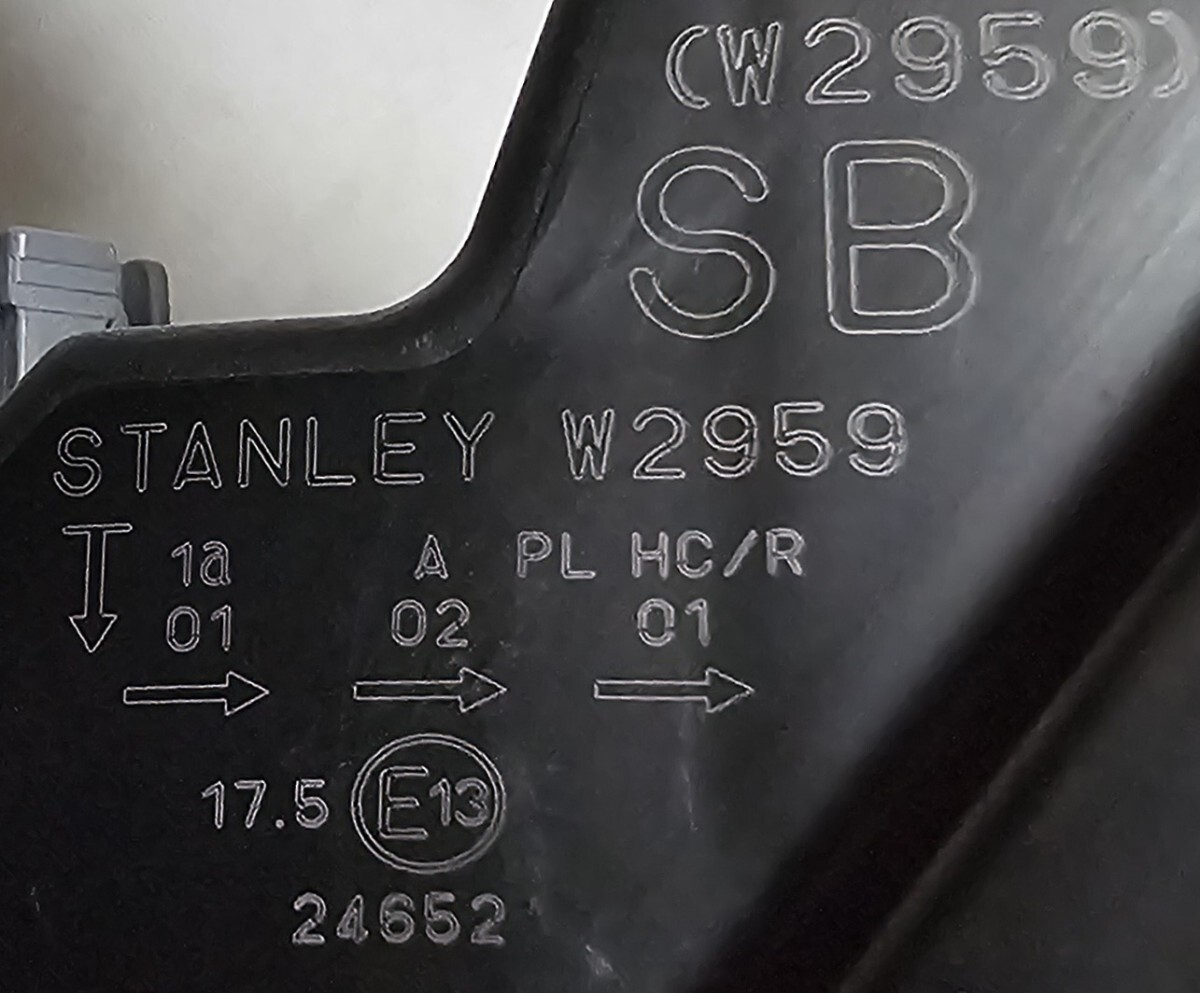 (W2959)
SB
STANLEY W2959
1a A PL HC/R
01 02 01
17.5 E13
24652